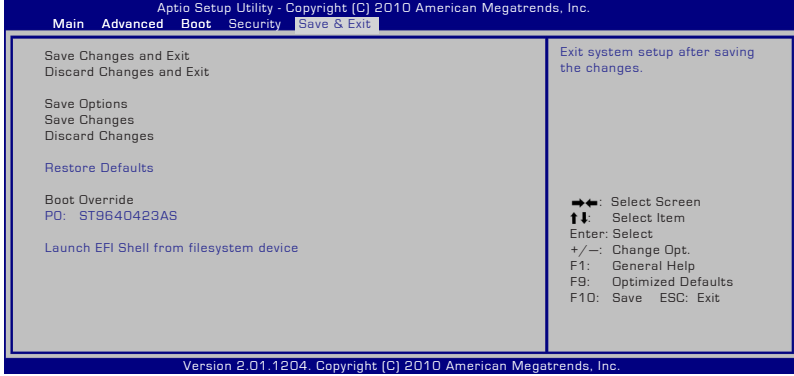 Aptio Setup Utility - Copyright (C) 2010 American Megatrends, Inc.
Main Advanced Boot Security Save & Exit
Save Changes and Exit
Discard Changes and Exit
Save Options
Save Changes
Discard Changes
Restore Defaults
Boot Override
P0: ST9640423AS
Launch EFI Shell from filesystem device
Exit system setup after saving
the changes.
→←: Select Screen
↑↓: Select Item
Enter: Select
+/—: Change Opt.
F1: General Help
F9: Optimized Defaults
F10: Save ESC: Exit
Version 2.01.1204. Copyright (C) 2010 American Megatrends, Inc.